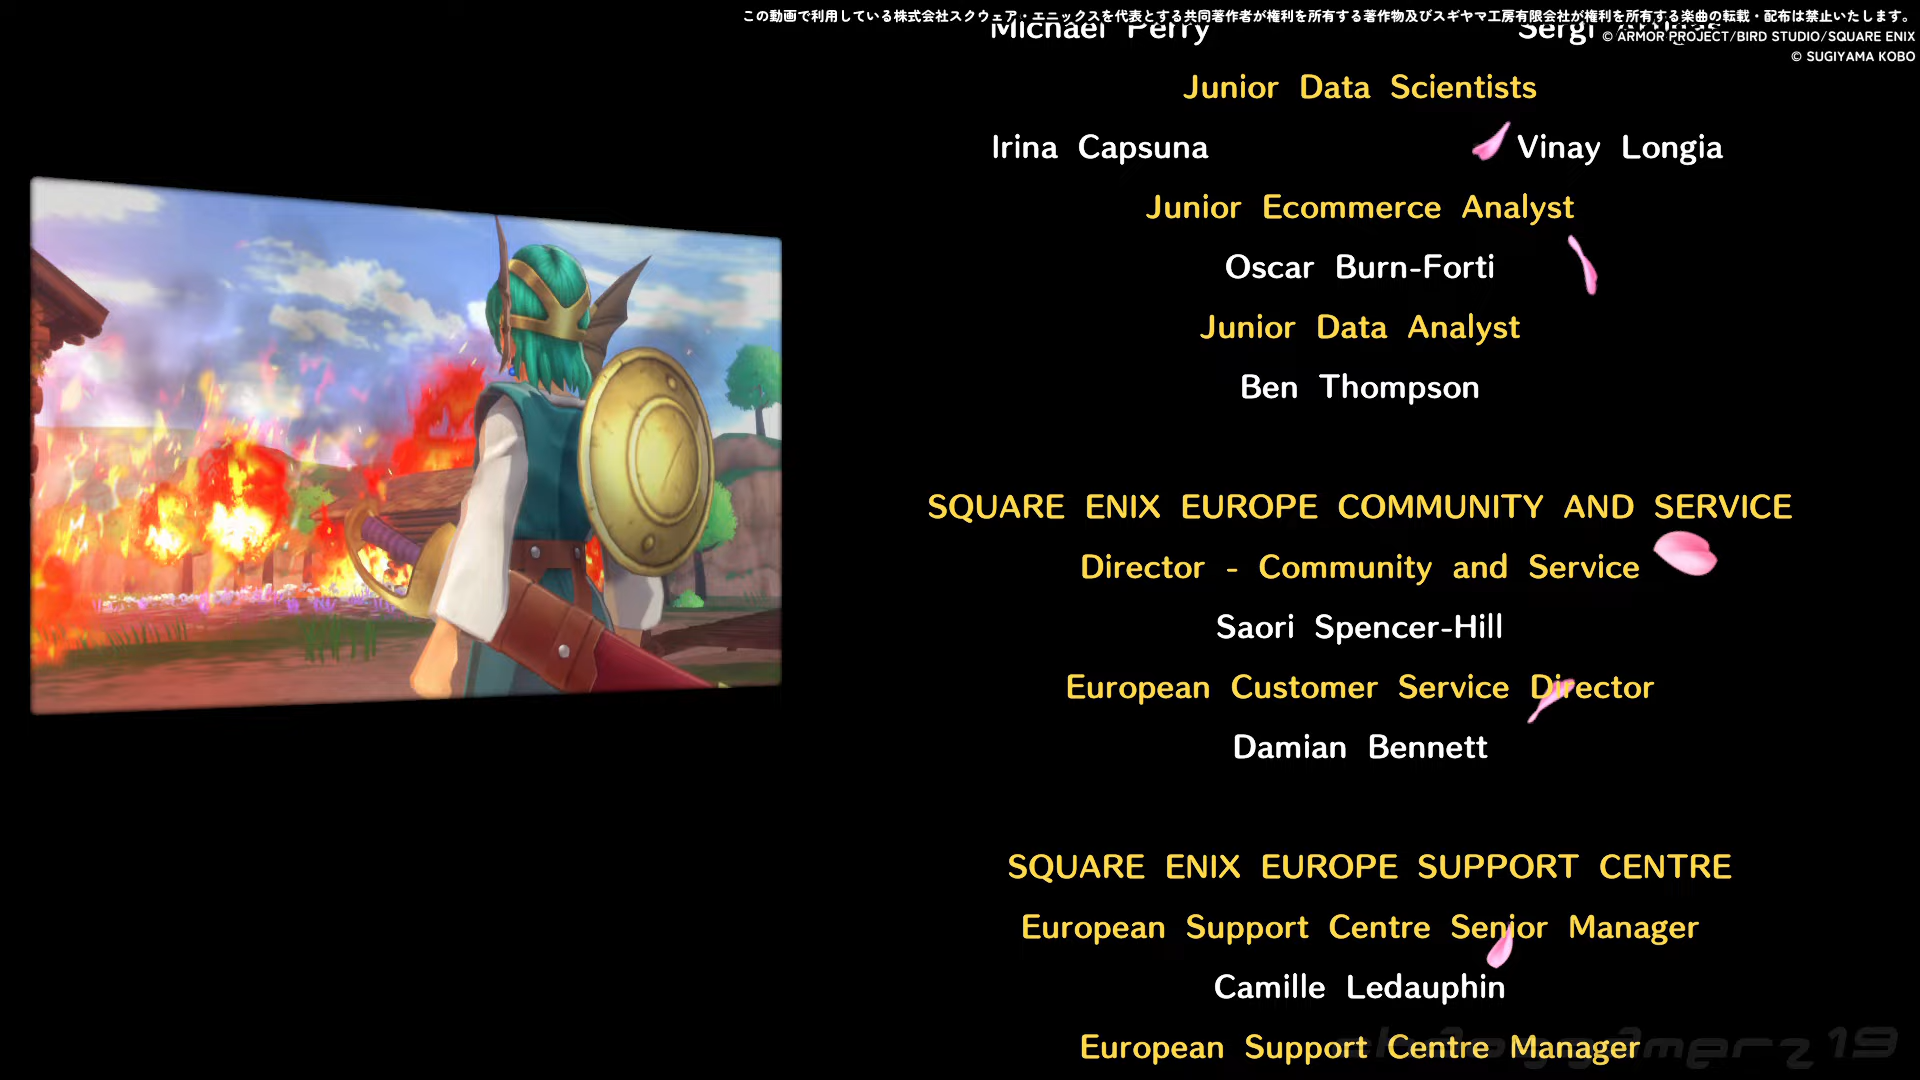 この動画で利用している株式会社スクウェア・エニックスを代表とする共同著作者が権利を所有する著作物及びスギヤマ工房有限会社が権利を所有する楽曲の転載・配布は禁止いたします。
© ARMOR PROJECT/BIRD STUDIO/SQUARE ENIX
© SUGIYAMA KOBO
Michael Perry Sergi
Junior Data Scientists
Irina Capsuna Vinay Longia
Junior Ecommerce Analyst
Oscar Burn-Forti
Junior Data Analyst
Ben Thompson
SQUARE ENIX EUROPE COMMUNITY AND SERVICE
Director - Community and Service
Saori Spencer-Hill
European Customer Service Director
Damian Bennett
SQUARE ENIX EUROPE SUPPORT CENTRE
European Support Centre Senior Manager
Camille Ledauphin
European Support Centre Manager